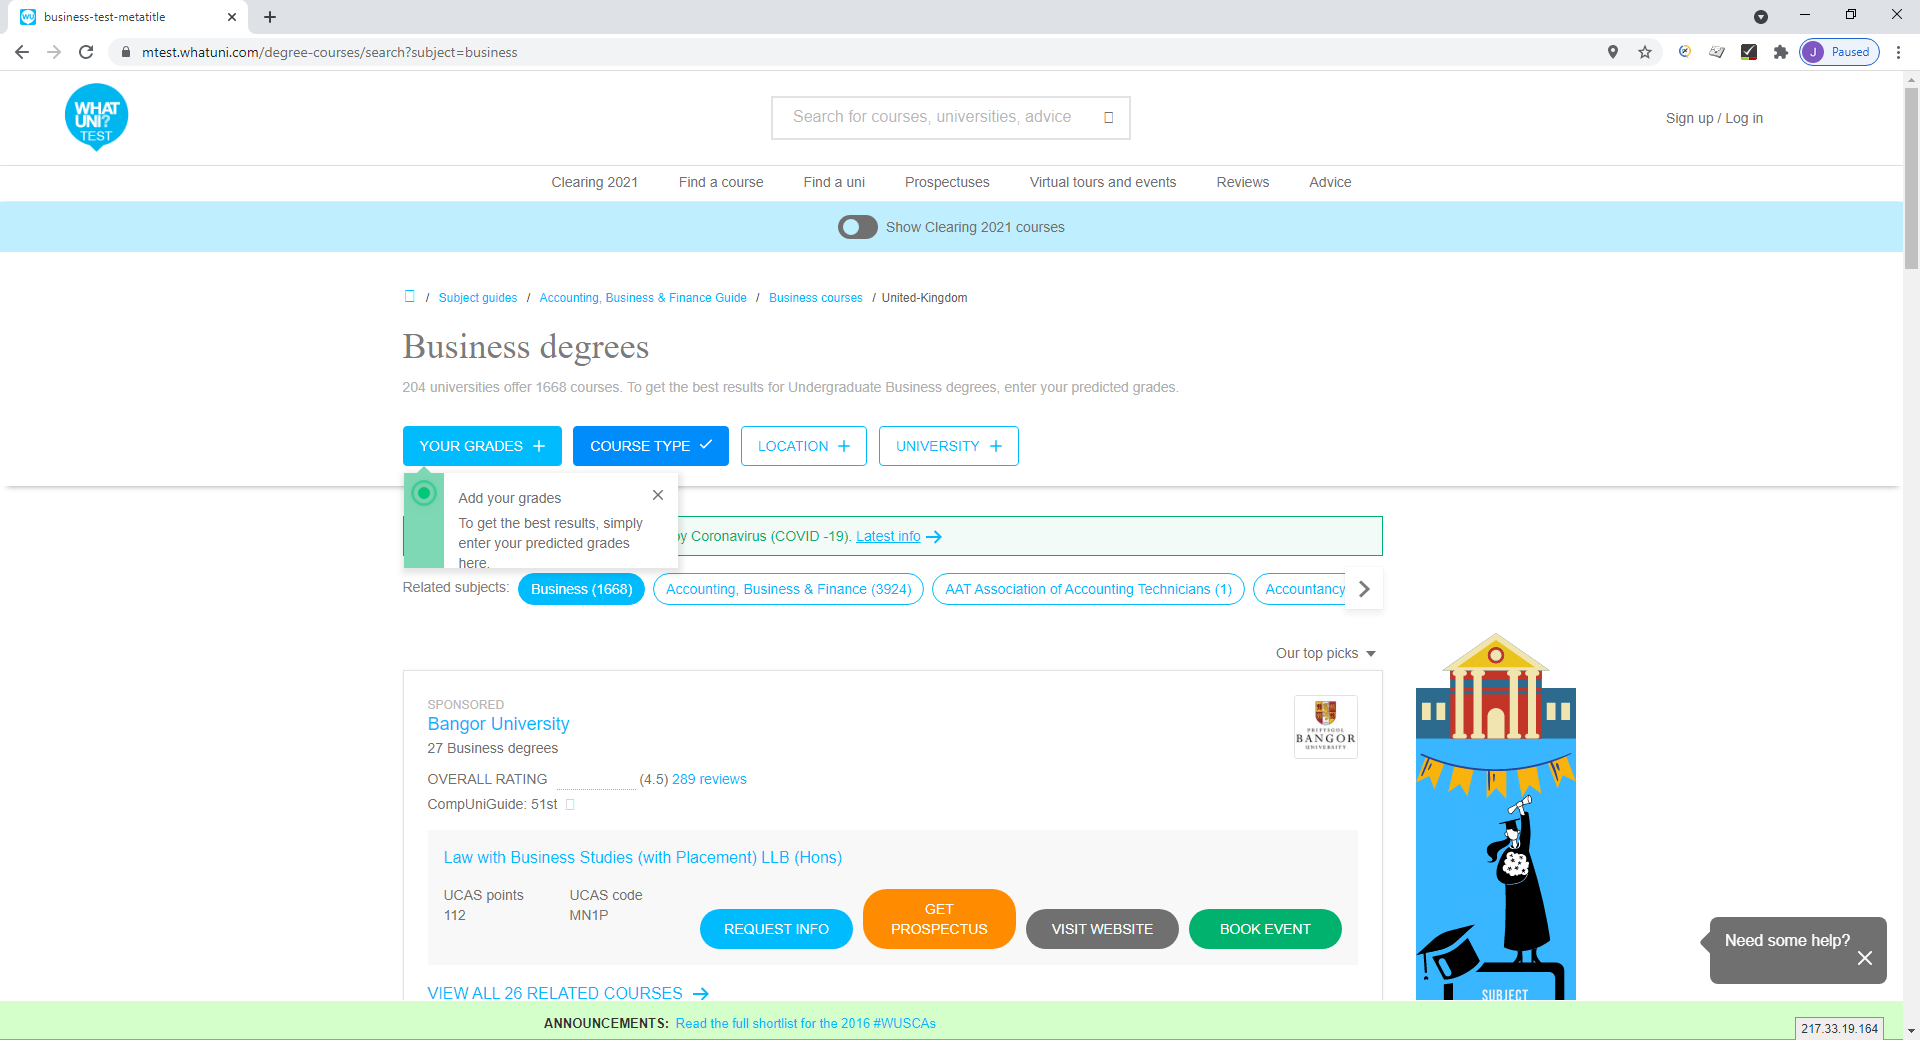 business-test-metatitle
mtest.whatuni.com/degree-courses/search?subject=business
J Paused
WHAT
UNI?
TEST
Search for courses, universities, advice
Sign up / Log in
Clearing 2021 Find a course Find a uni Prospectuses Virtual tours and events Reviews Advice
Show Clearing 2021 courses
/ Subject guides / Accounting, Business & Finance Guide / Business courses / United-Kingdom
Business degrees
204 universities offer 1668 courses. To get the best results for Undergraduate Business degrees, enter your predicted grades.
YOUR GRADES COURSE TYPE LOCATION UNIVERSITY
Add your grades
To get the best results, simply
enter your predicted grades
here.
by Coronavirus (COVID -19). Latest info
Related subjects: Business (1668) Accounting, Business & Finance (3924) AAT Association of Accounting Technicians (1) Accountancy
Our top picks
SPONSORED
Bangor University
27 Business degrees
OVERALL RATING (4.5) 289 reviews
CompUniGuide: 51st
PRIFYSGOL
BANGOR
UNIVERSITY
Law with Business Studies (with Placement) LLB (Hons)
UCAS points UCAS code
112 MN1P
REQUEST INFO
GET
PROSPECTUS
VISIT WEBSITE
BOOK EVENT
VIEW ALL 26 RELATED COURSES
SUBJECT
Need some help?
ANNOUNCEMENTS: Read the full shortlist for the 2016 #WUSCAs
217.33.19.164